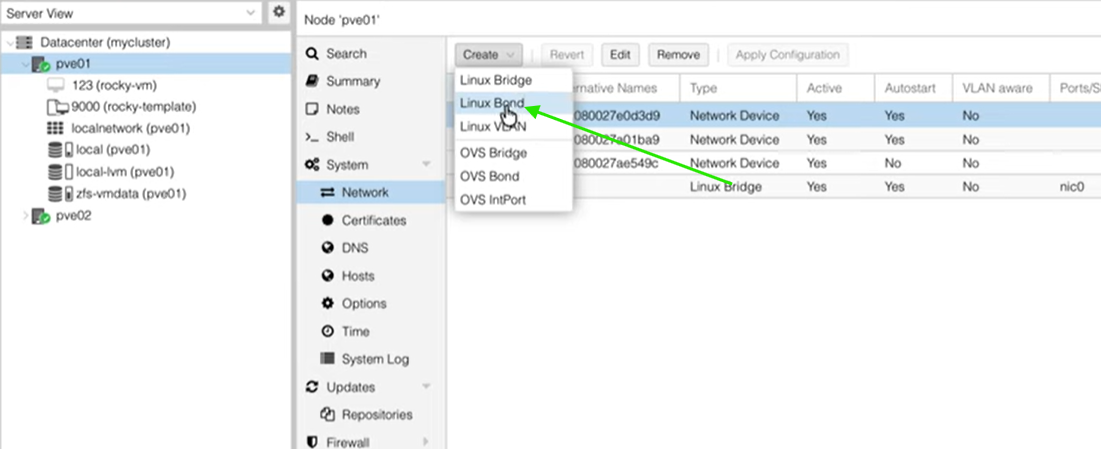 Server View
Node 'pve01'
Datacenter (mycluster)
pve01
123 (rocky-vm)
9000 (rocky-template)
localnetwork (pve01)
local (pve01)
local-lvm (pve01)
zfs-vmdata (pve01)
pve02
Search
Summary
Notes
Shell
System
Network
Certificates
DNS
Hosts
Options
Time
System Log
Updates
Repositories
Firewall
Create Revert Edit Remove Apply Configuration
Linux Bridge
Linux Bond
Linux VLAN
OVS Bridge
OVS Bond
OVS IntPort
Names Type Active Autostart VLAN aware
080027e0d3d9 Network Device Yes Yes No
080027a01ba9 Network Device Yes Yes No
080027ae549c Network Device Yes No No
Linux Bridge Yes Yes No nic0